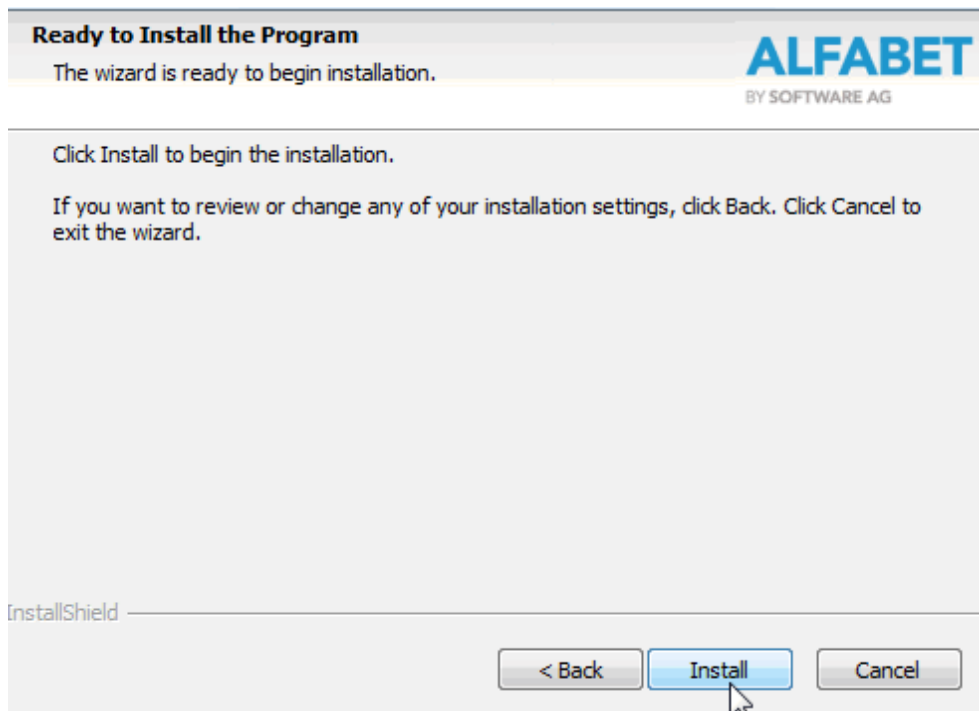 Ready to Install the Program
The wizard is ready to begin installation.
ALFABET
BY SOFTWARE AG
Click Install to begin the installation.
If you want to review or change any of your installation settings, click Back. Click Cancel to
exit the wizard.
InstallShield
< Back
Install
Cancel